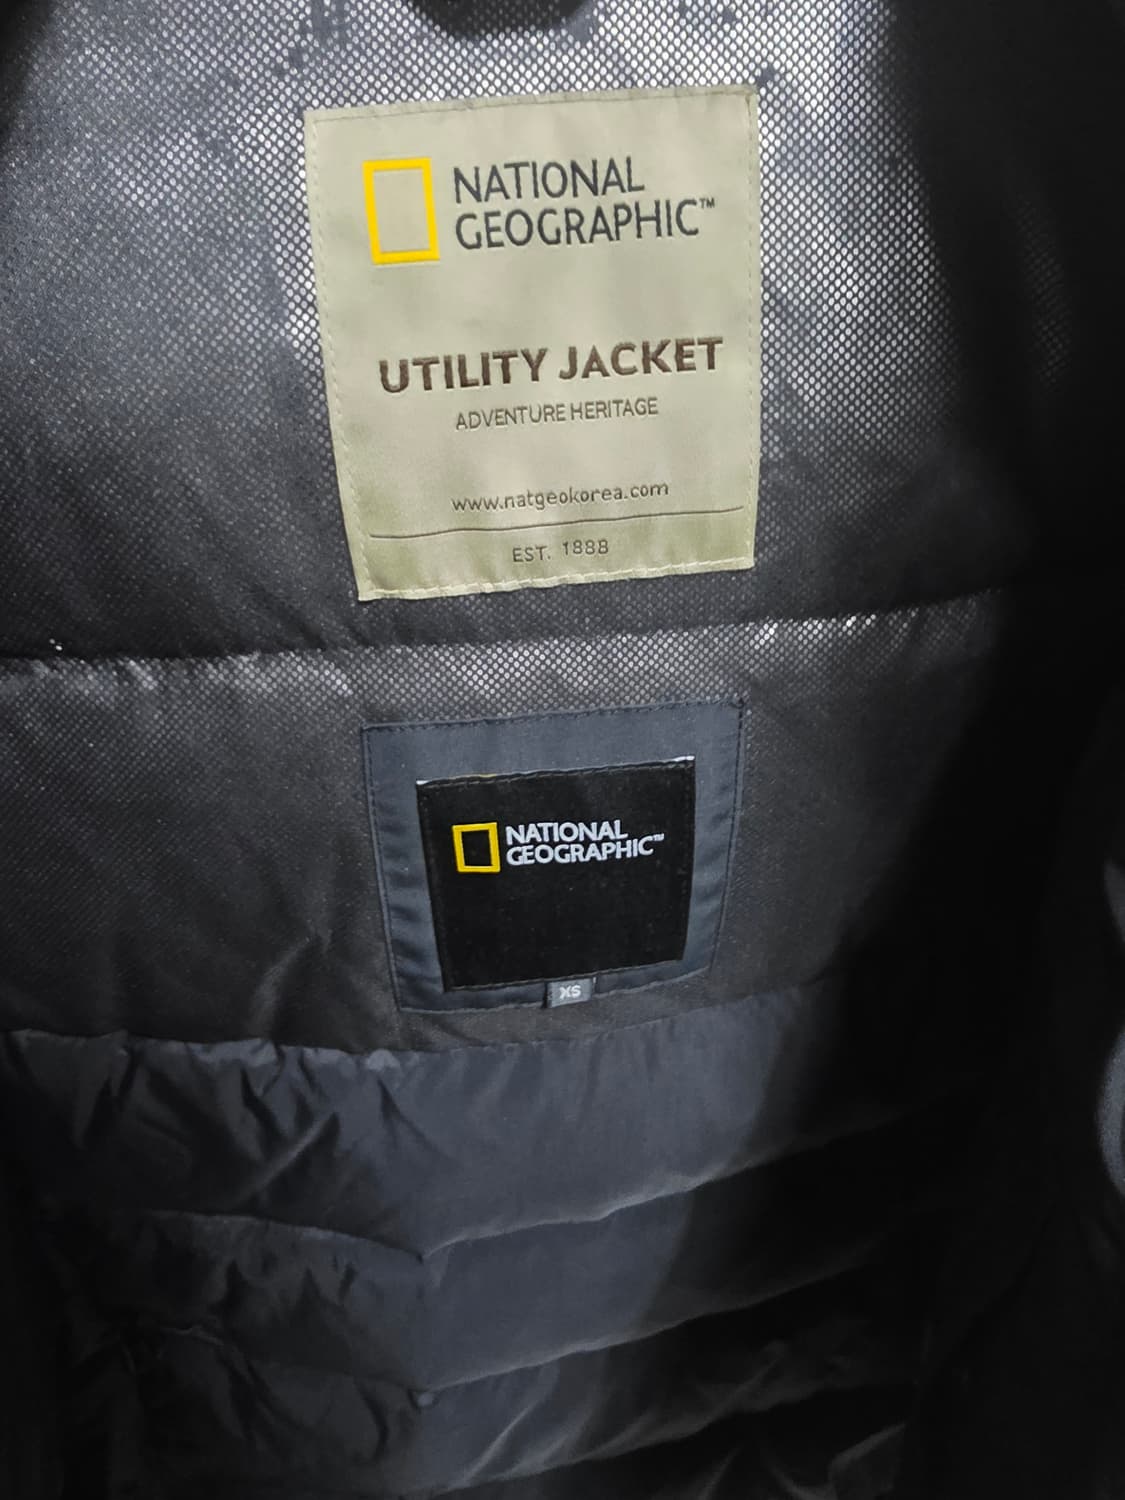 NATIONAL
GEOGRAPHIC™
UTILITY JACKET
ADVENTURE HERITAGE
www.natgeokorea.com
EST. 1888
NATIONAL
GEOGRAPHIC™
XS